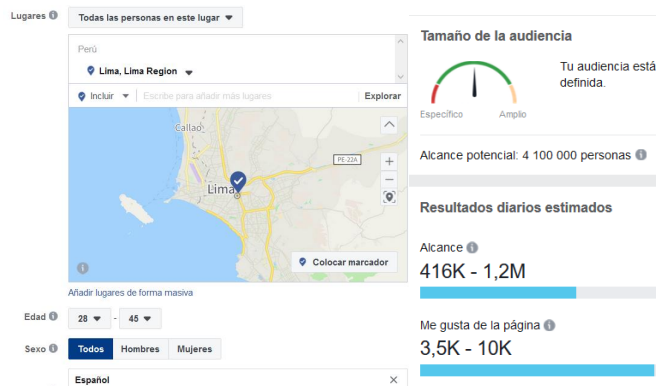 Lugares
Todas las personas en este lugar
Perú
Lima, Lima Region
Incluir
Escribe para añadir más lugares
Explorar
Callao
PE-22A
Lima
Colocar marcador
Añadir lugares de forma masiva
Edad
28 - 45
Sexo
Todos Hombres Mujeres
Español
Tamaño de la audiencia
Tu audiencia está
definida.
Específico Amplio
Alcance potencial: 4 100 000 personas
Resultados diarios estimados
Alcance
416K - 1,2M
Me gusta de la página
3,5K - 10K